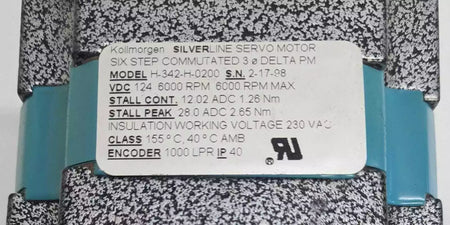 Kollmorgen SILVERLINE SERVO MOTOR
SIX STEP COMMUTATED 3 ø DELTA PM
MODEL H-342-H-0200 S.N. 2-17-98
VDC 124 6000 RPM 6000 RPM MAX
STALL CONT. 12.02 ADC 1.26 Nm
STALL PEAK 28.0 ADC 2.65 Nm
INSULATION WORKING VOLTAGE 230 VAC
CLASS 155 º C, 40 º C AMB
ENCODER 1000 LPR IP 40